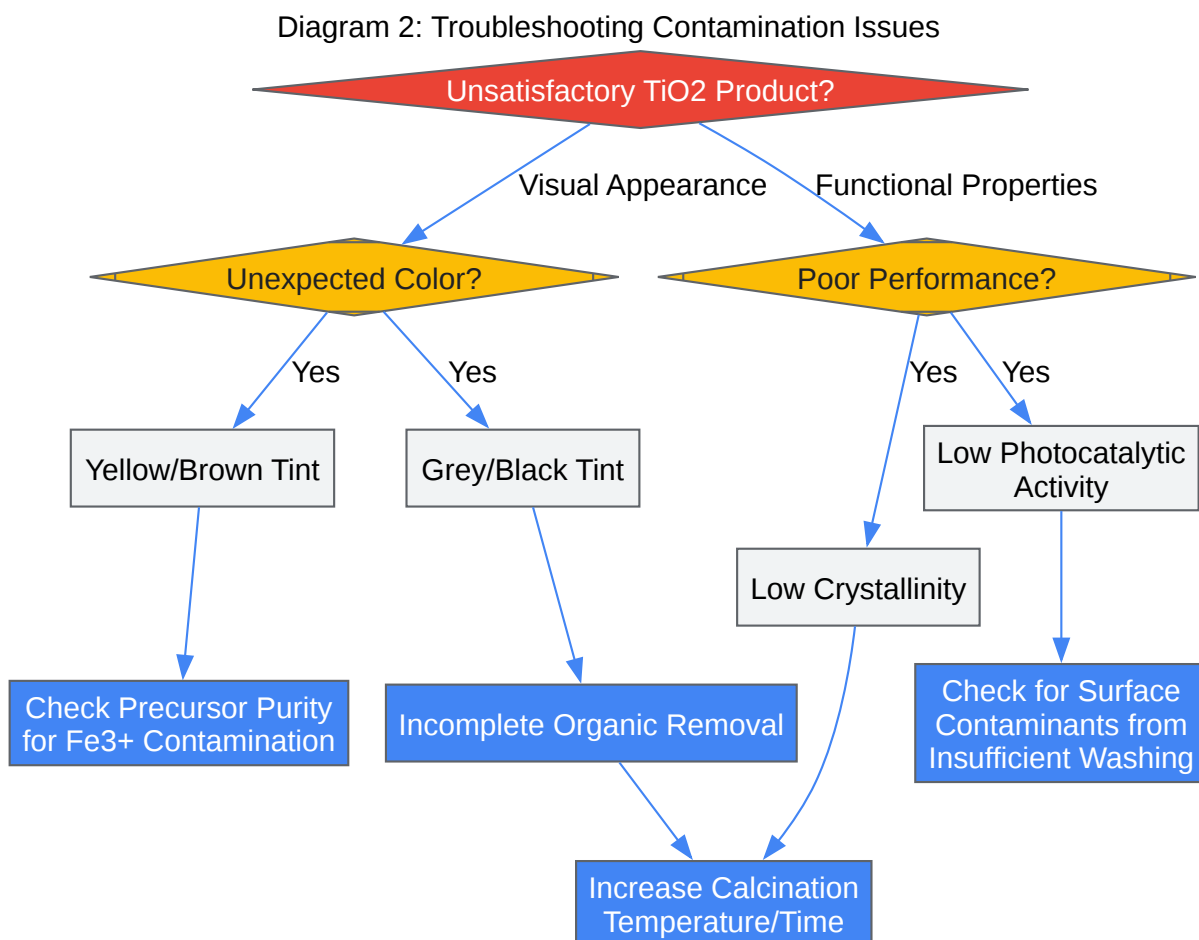 Diagram 2: Troubleshooting Contamination Issues
Unsatisfactory TiO2 Product?
Visual Appearance
Functional Properties
Unexpected Color?
Poor Performance?
Yes
Yes
Yes
Yes
Yellow/Brown Tint
Grey/Black Tint
Low Photocatalytic
Activity
Low Crystallinity
Check Precursor Purity
for Fe3+ Contamination
Incomplete Organic Removal
Check for Surface
Contaminants from
Insufficient Washing
Increase Calcination
Temperature/Time